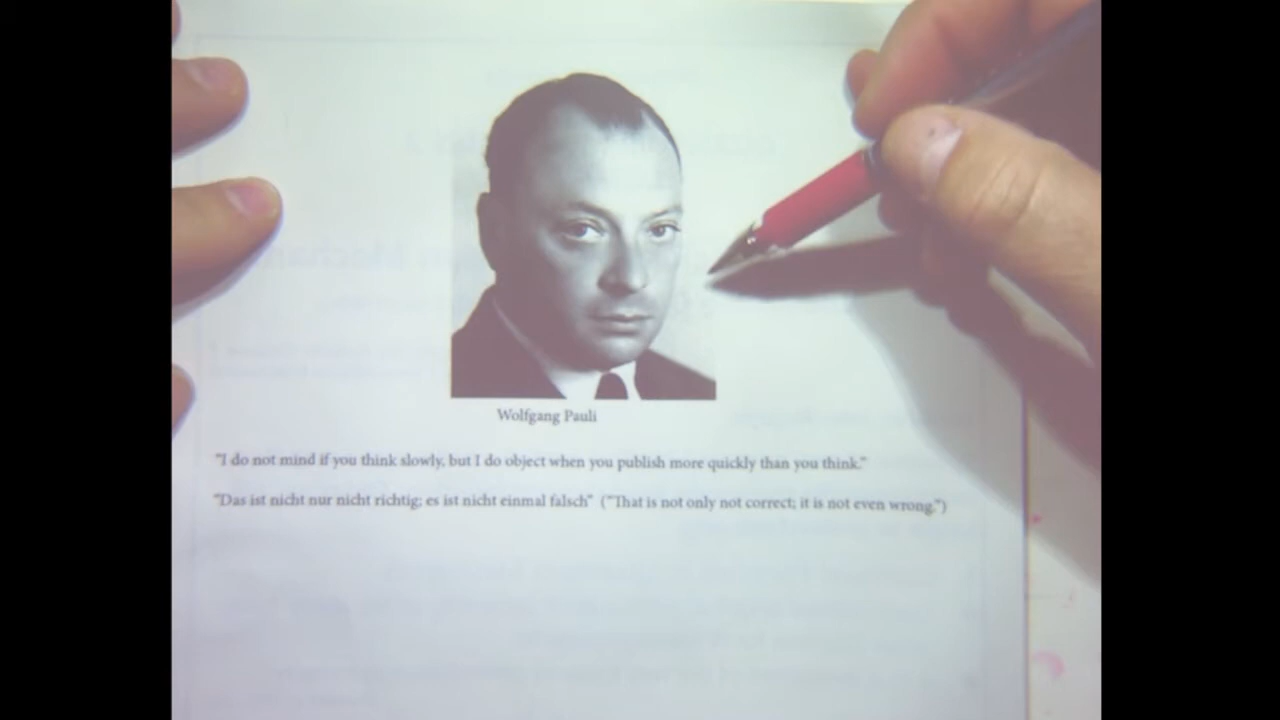 Wolfgang Pauli
"I do not mind if you think slowly, but I do object when you publish more quickly than you think."
"Das ist nicht nur nicht richtig; es ist nicht einmal falsch" ("That is not only not correct; it is not even wrong.")